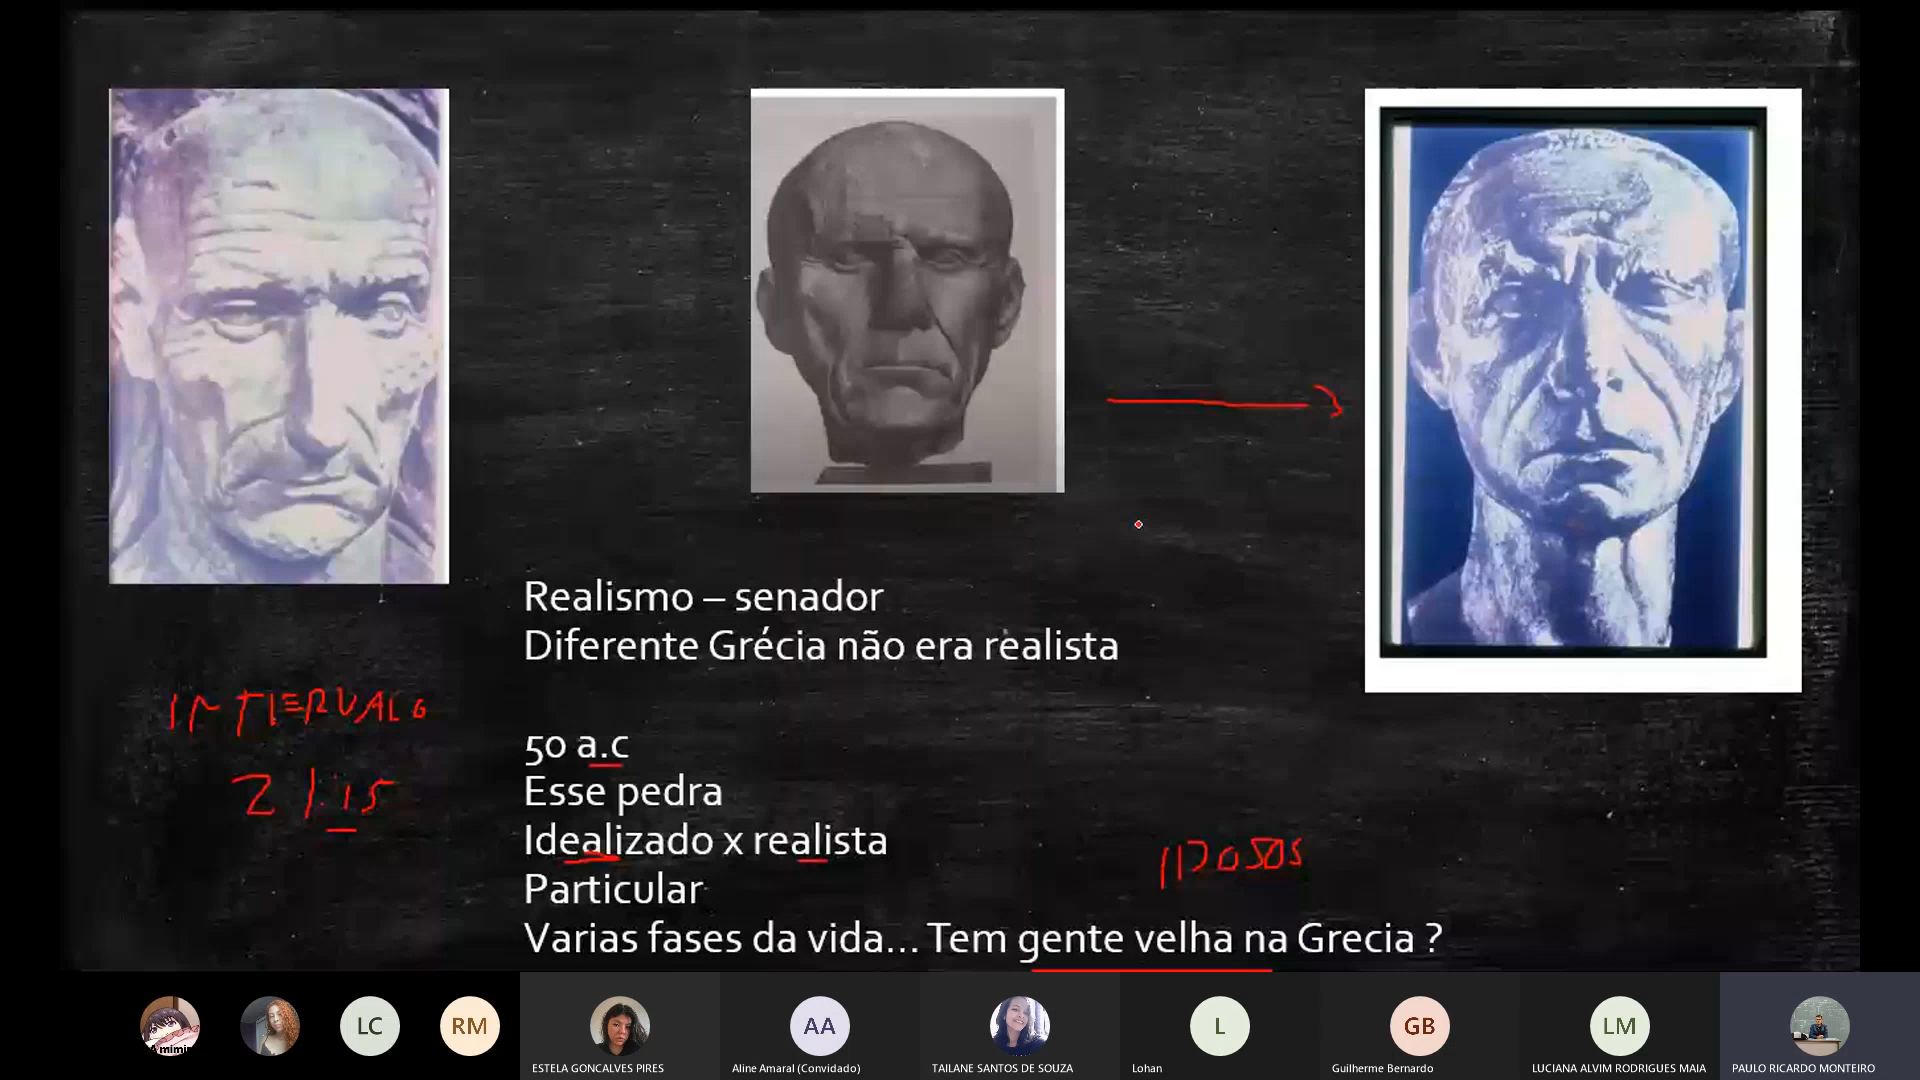 Realismo – senador
Diferente Grécia não era realista
INTERVALO
21:15
50 a.c
Esse pedra
Idealizado x realista
IDOSOS
Particular
Varias fases da vida... Tem gente velha na Grecia ?
LC
RM
AA
L
GB
LM
ESTELA GONCALVES PIRES
Aline Amaral (Convidado)
TAILANE SANTOS DE SOUZA
Lohan
Guilherme Bernardo
LUCIANA ALVIM RODRIGUES MAIA
PAULO RICARDO MONTEIRO